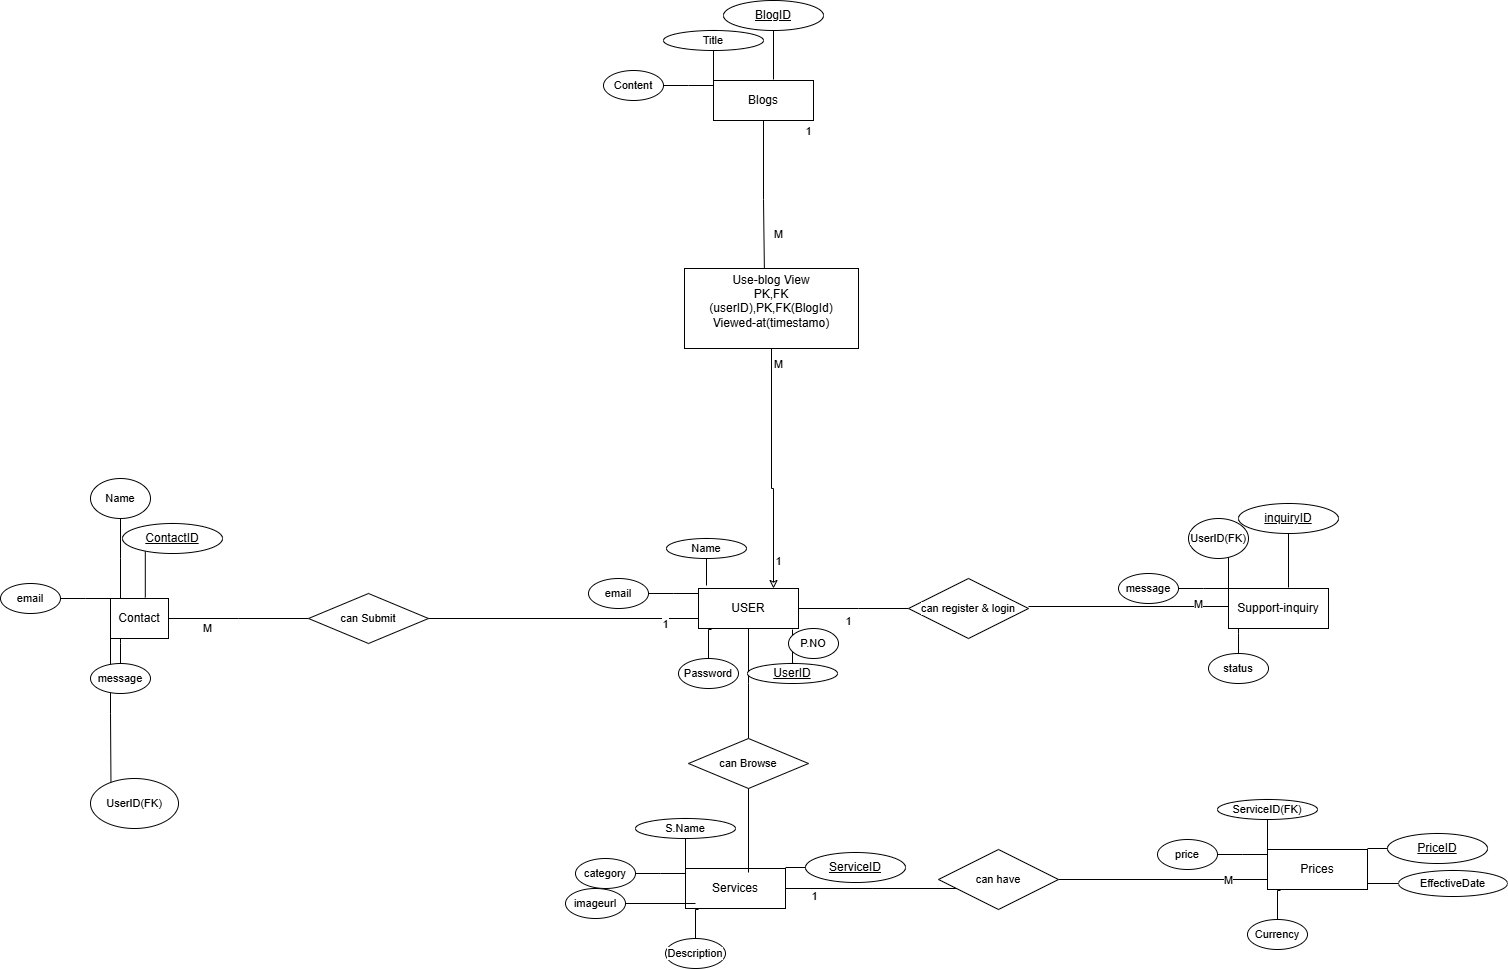 BlogID
Title
Content
Blogs
1
M
Use-blog View
PK,FK
(userID),PK,FK(BlogId)
Viewed-at(timestamo)
M
Name
ContactID
email
Contact
M
can Submit
1
message
UserID(FK)
1
Name
email
USER
Password
P.NO
UserID
1
can register & login
M
inquiryID
UserID(FK)
message
Support-inquiry
status
can Browse
S.Name
category
imageurl
Services
ServiceID
(Description)
1
can have
M
ServiceID(FK)
price
Prices
PriceID
EffectiveDate
Currency